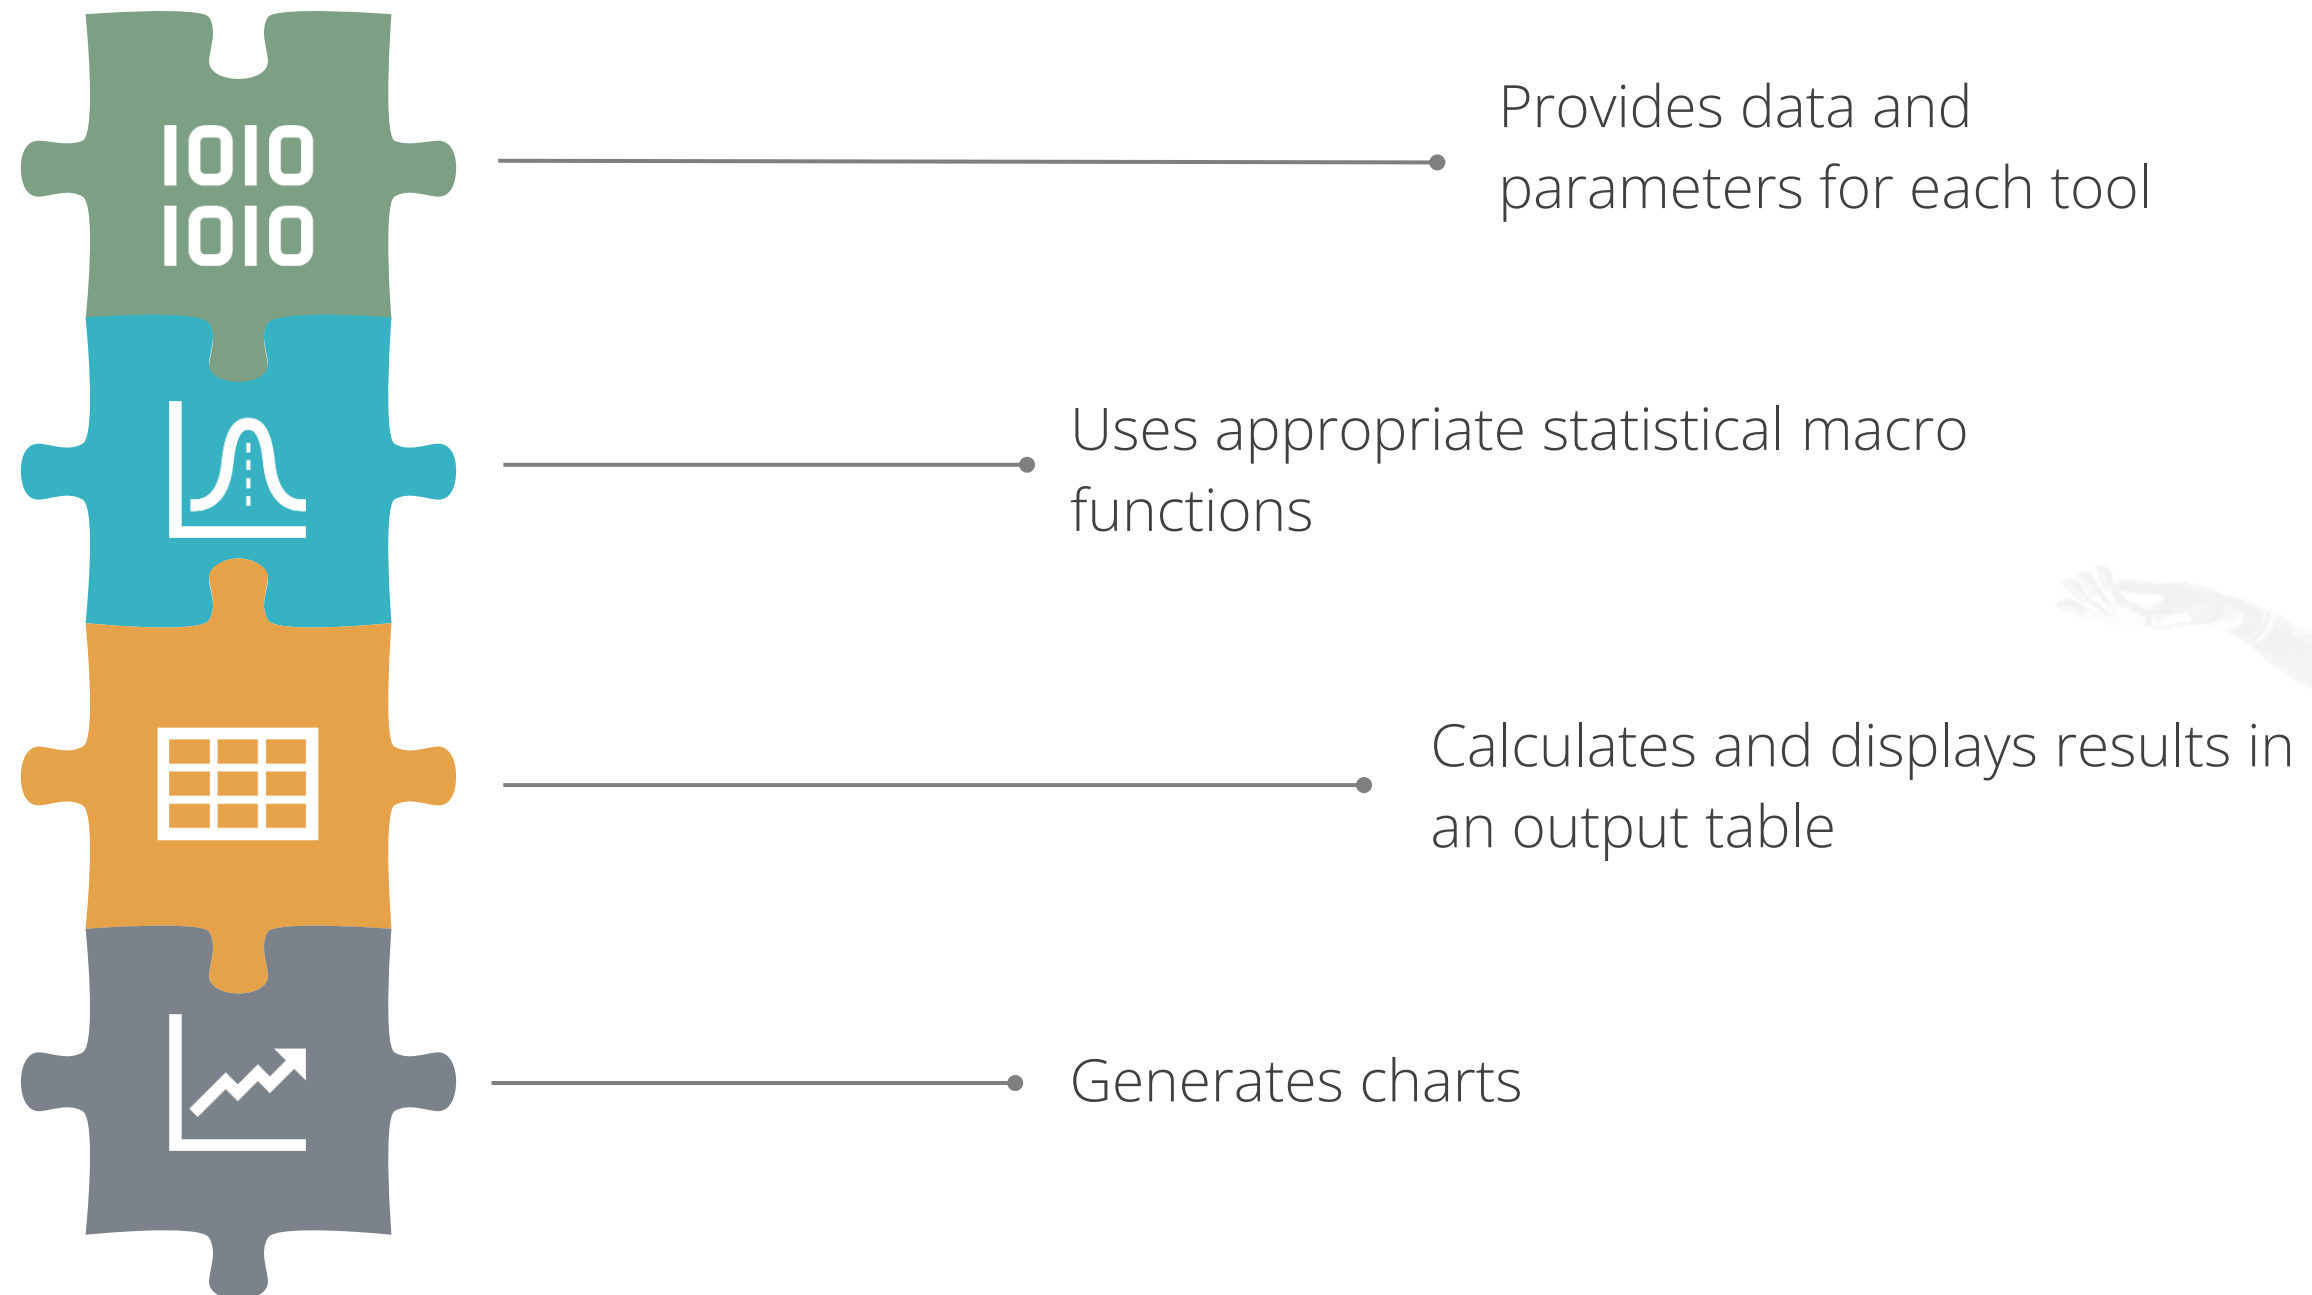 1010
1010
Provides data and
parameters for each tool
Uses appropriate statistical macro
functions
Calculates and displays results in
an output table
Generates charts